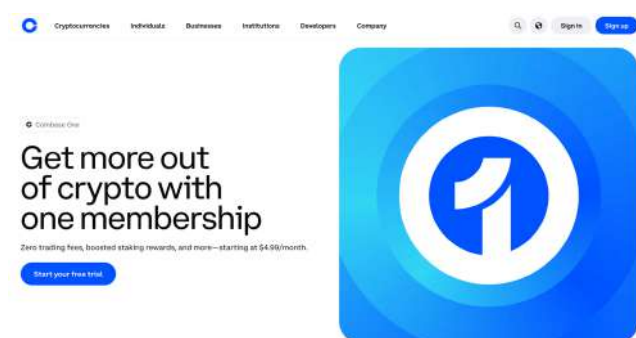 Cryptocurrencies Individuals Businesses Institutions Developers Company Sign in Sign up
Coinbase One
Get more out
of crypto with
one membership
Zero trading fees, boosted staking rewards, and more—starting at $4.99/month.
Start your free trial
1